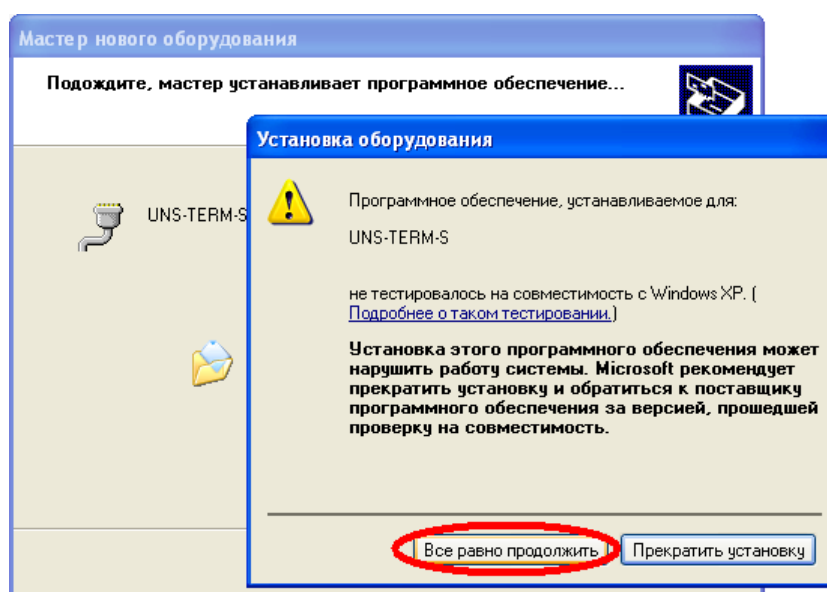 Мастер нового оборудования
Подождите, мастер устанавливает программное обеспечение...
Установка оборудования
UNS-TERM-S
Программное обеспечение, устанавливаемое для:
UNS-TERM-S
не тестировалось на совместимость с Windows XP. (
Подробнее о таком тестировании.)
Установка этого программного обеспечения может
нарушить работу системы. Microsoft рекомендует
прекратить установку и обратиться к поставщику
программного обеспечения за версией, прошедшей
проверку на совместимость.
Все равно продолжить
Прекратить установку